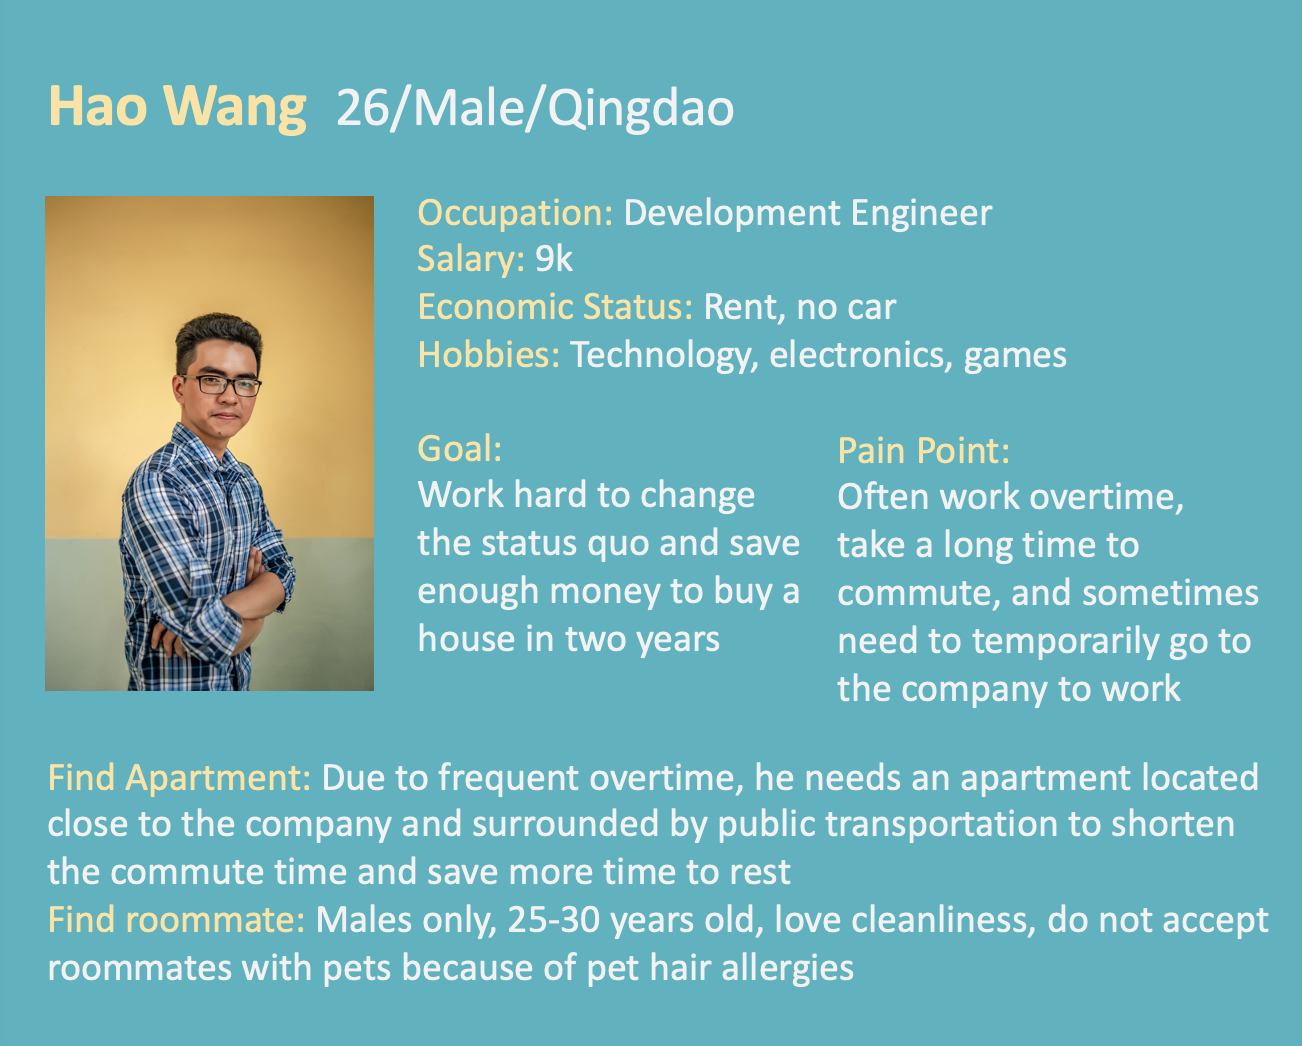 Hao Wang 26/Male/Qingdao
Occupation: Development Engineer
Salary: 9k
Economic Status: Rent, no car
Hobbies: Technology, electronics, games
Goal:
Work hard to change
the status quo and save
enough money to buy a
house in two years
Pain Point:
Often work overtime,
take a long time to
commute, and sometimes
need to temporarily go to
the company to work
Find Apartment: Due to frequent overtime, he needs an apartment located
close to the company and surrounded by public transportation to shorten
the commute time and save more time to rest
Find roommate: Males only, 25-30 years old, love cleanliness, do not accept
roommates with pets because of pet hair allergies